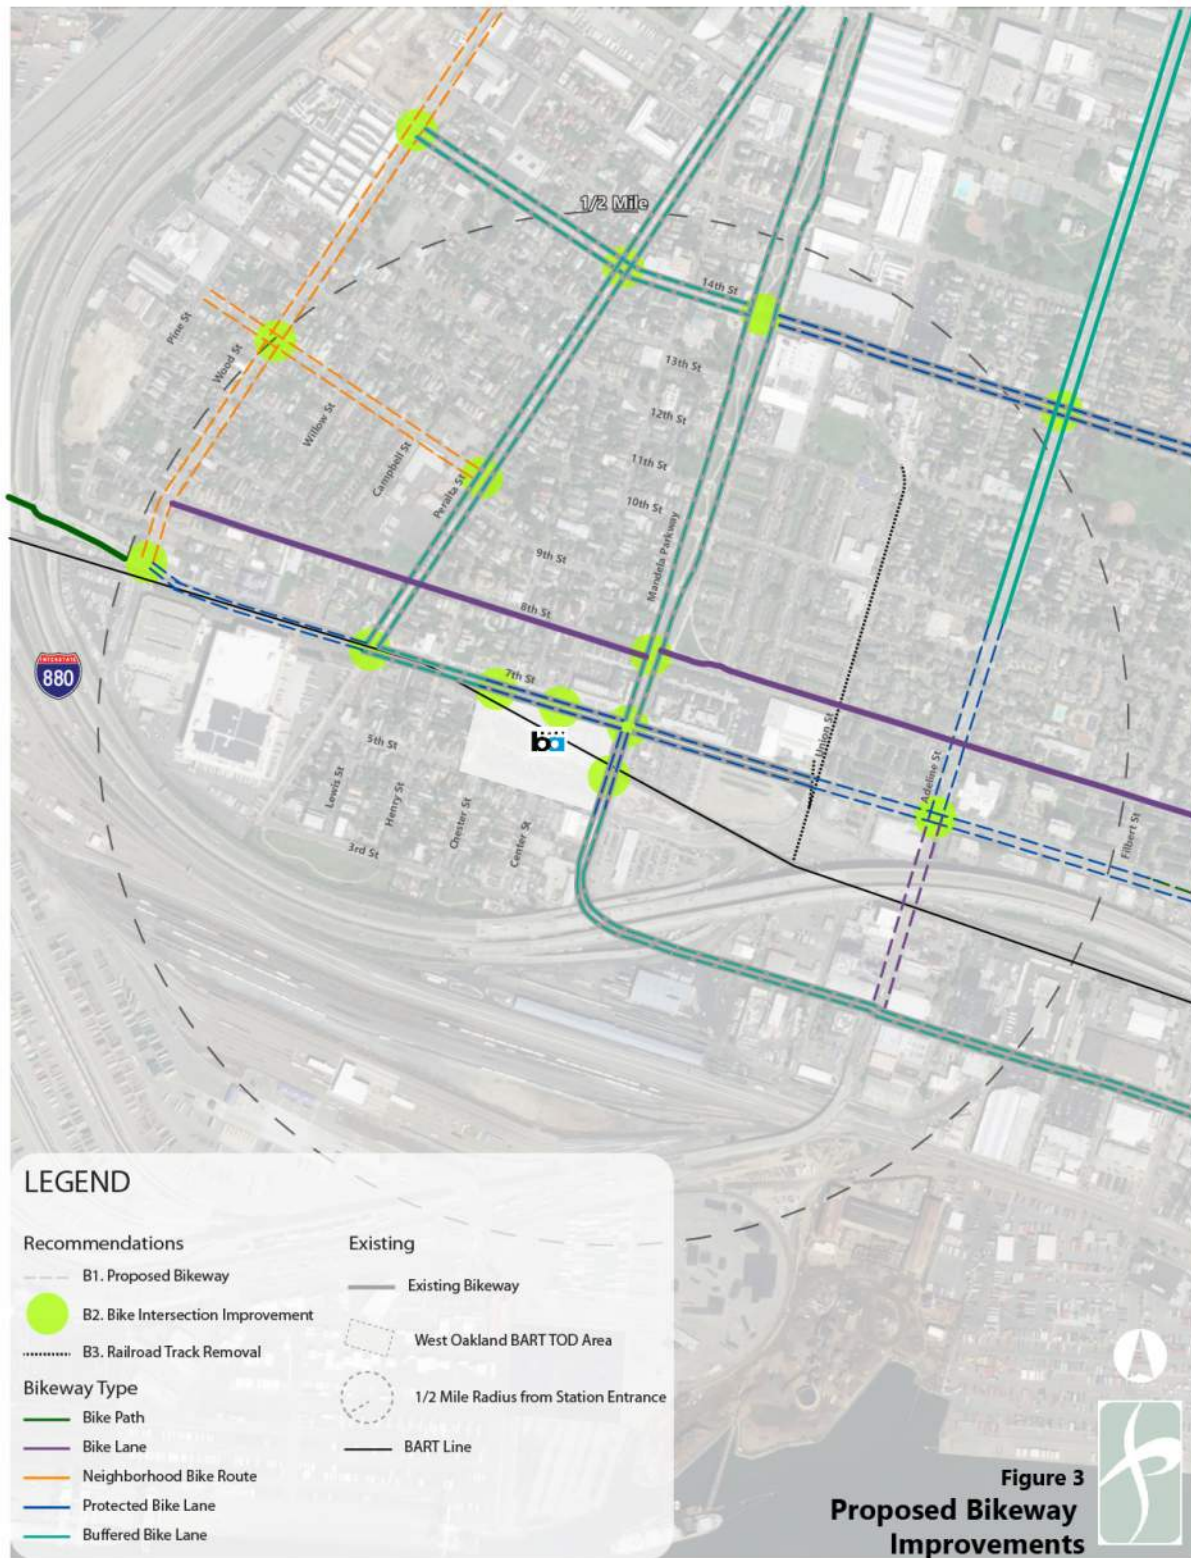 1/2 Mile
14th St
Pine St
Wood St
13th St
Willow St
12th St
Campbell St
11th St
Peralta St
10th St
Mandela Parkway
9th St
8th St
INTERSTATE
880
7th St
BART
ba
5th St
Union St
Lewis St
Henry St
Adeline St
Chester St
Center St
Filbert St
3rd St
LEGEND
Recommendations
B1. Proposed Bikeway
B2. Bike Intersection Improvement
B3. Railroad Track Removal
Bikeway Type
Bike Path
Bike Lane
Neighborhood Bike Route
Protected Bike Lane
Buffered Bike Lane
Existing
Existing Bikeway
West Oakland BART TOD Area
1/2 Mile Radius from Station Entrance
BART Line
Figure 3
Proposed Bikeway
Improvements